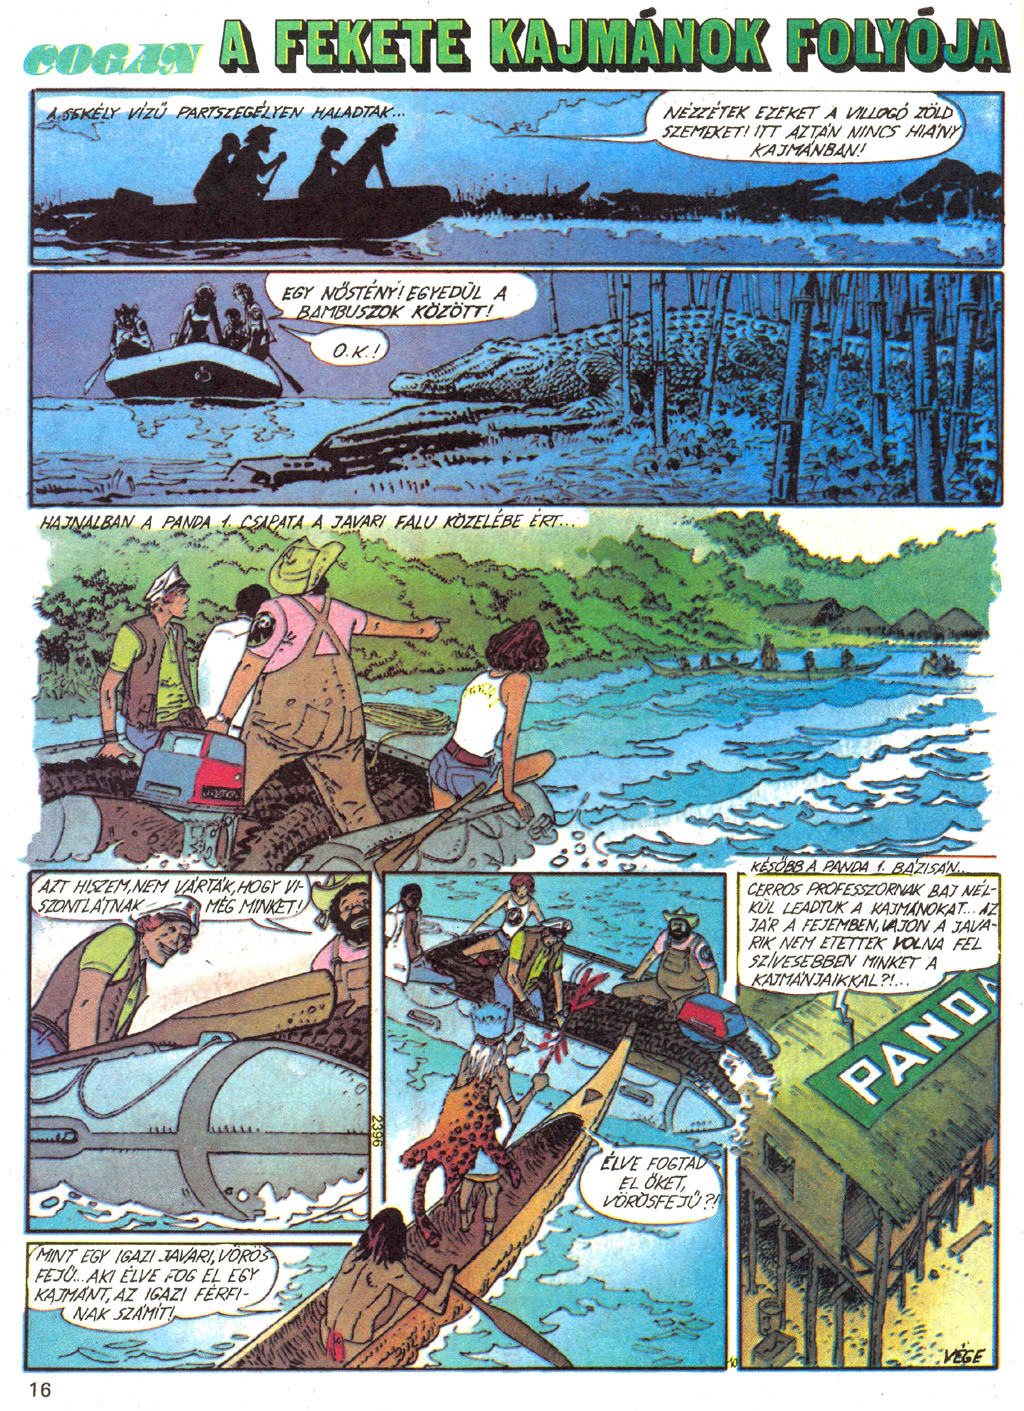 COGAN
A FEKETE KAJMÁNOK FOLYÓJA
A SEKÉLY VÍZŰ PARTSZEGÉLYEN HALADTAK...
NÉZZÉTEK EZEKET A VILLOGÓ ZÖLD
SZEMEKET! ITT AZTÁN NINCS HIÁNY
KAJMÁNBAN!
EGY NŐSTÉNY! EGYEDÜL A
BAMBUSZOK KÖZÖTT!
O.K.!
HAJNALBAN A PANDA 1. CSAPATA A JAVARI FALU KÖZELÉBE ÉRT...
AZT HISZEM, NEM VÁRTÁK, HOGY VI-
SZONTLÁTNAK MÉG MINKET!
2396
ÉLVE FOGTAD
EL ŐKET,
VÖRÖSFEJŰ?!
MINT EGY IGAZI JAVARI, VÖRÖS-
FEJŰ... AKI ÉLVE FOG EL EGY
KAJMÁNT, AZ IGAZI FÉRFI-
NAK SZÁMÍT!
KÉSŐBB A PANDA 1. BÁZISÁN..
CERROS PROFESSZORNAK BAJ NÉL-
KÜL LEADTUK A KAJMÁNOKAT... AZ
JÁR A FEJEMBEN, VAJON A JAVA-
RIK NEM ETETTÉK VOLNA FEL
SZÍVESEBBEN MINKET A
KAJMÁNJAIKKAL?!...
PANDA
10
VÉGE
16